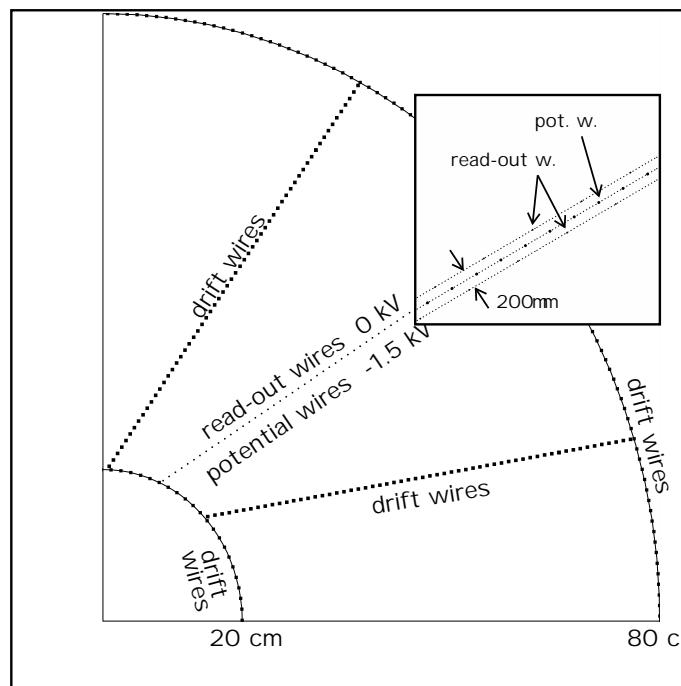 pot. w.
read-out w.
200mm
drift wires
read-out wires 0 kV
potential wires -1.5 kV
drift wires
drift wires
drift
wires
20 cm
80 c